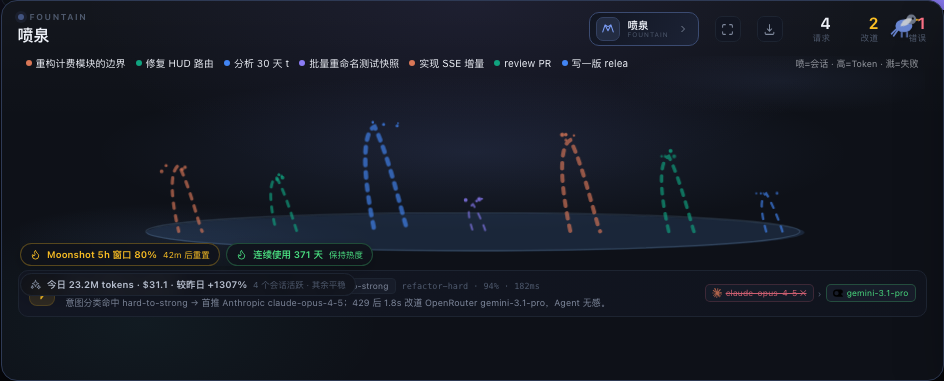 FOUNTAIN
喷泉
喷泉
FOUNTAIN
4
请求
2
改道
1
错误
重构计费模块的边界 修复 HUD 路由 分析 30 天 t 批量重命名测试快照 实现 SSE 增量 review PR 写一版 relea
喷=会话 · 高=Token · 溅=失败
Moonshot 5h 窗口 80% 42m 后重置
连续使用 371 天 保持热度
今日 23.2M tokens · $31.1 · 较昨日 +1307% 4 个会话活跃 · 其余平稳
o-strong refactor-hard · 94% · 182ms
意图分类命中 hard-to-strong → 首推 Anthropic claude-opus-4-5；429 后 1.8s 改道 OpenRouter gemini-3.1-pro，Agent 无感。
claude-opus-4-5 ✕ › gemini-3.1-pro